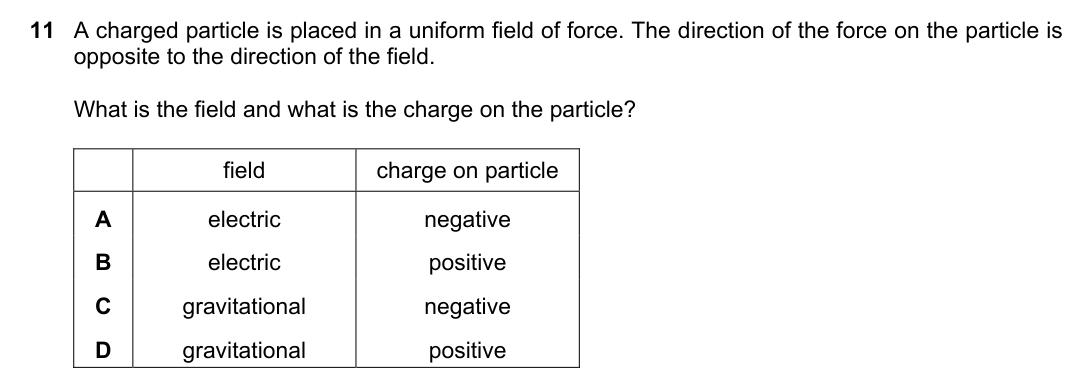 11 A charged particle is placed in a uniform field of force. The direction of the force on the particle is
opposite to the direction of the field.
What is the field and what is the charge on the particle?
field charge on particle
A electric negative
B electric positive
C gravitational negative
D gravitational positive